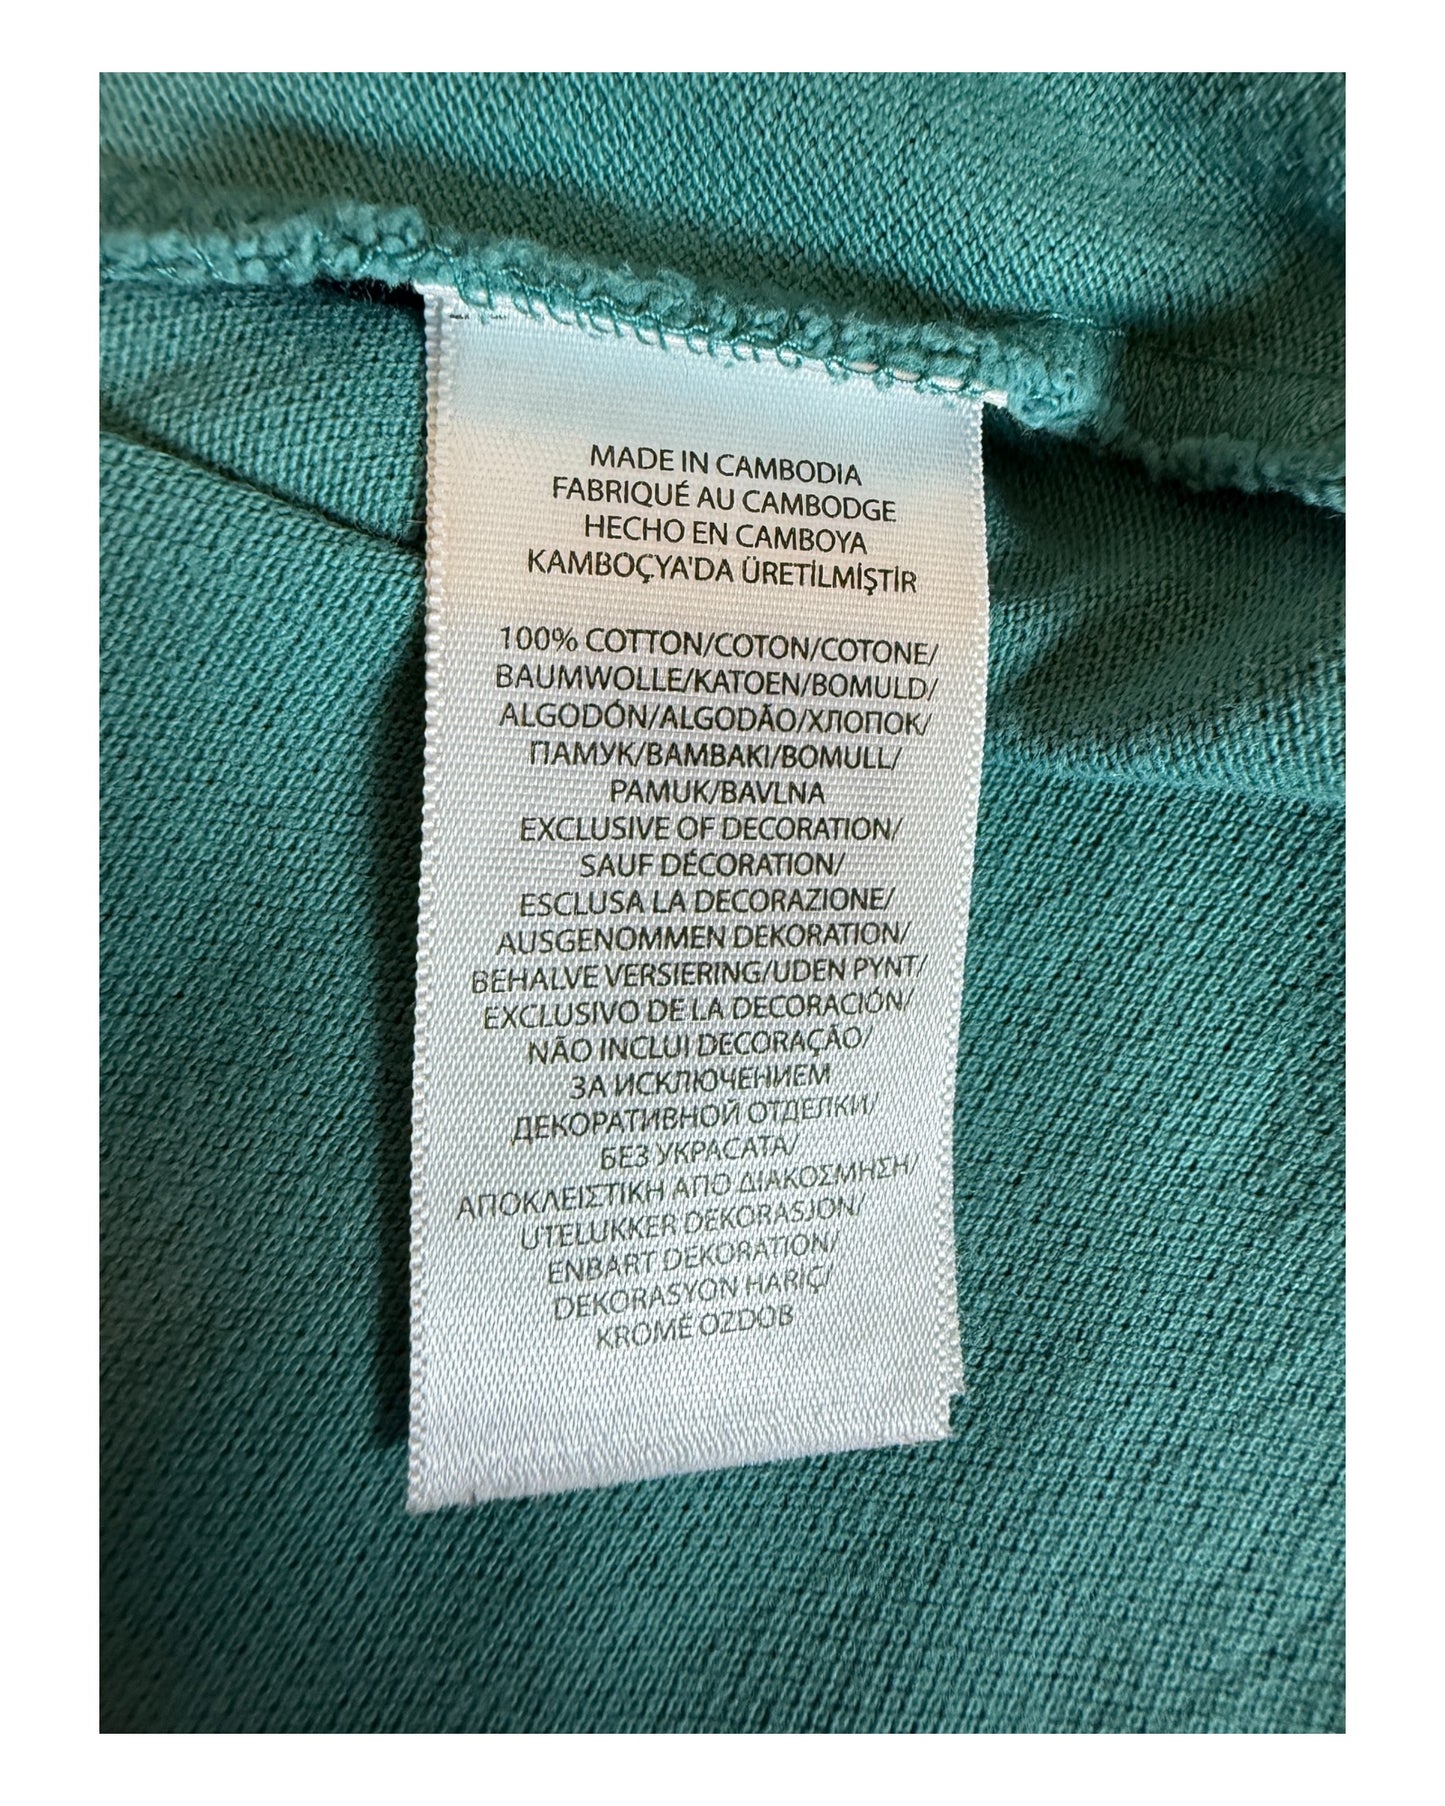 MADE IN CAMBODIA
FABRIQUÉ AU CAMBODGE
HECHO EN CAMBOYA
KAMBOÇYA'DA ÜRETİLMİŞTİR
100% COTTON/COTON/COTONE/
BAUMWOLLE/KATOEN/BOMULD/
ALGODÓN/ALGODÃO/ХЛОПОК/
ПАМУК/ΒΑΜΒΑΚΙ/BOMULL/
PAMUK/BAVLNA
EXCLUSIVE OF DECORATION/
SAUF DÉCORATION/
ESCLUSA LA DECORAZIONE/
AUSGENOMMEN DEKORATION/
BEHALVE VERSIERING/UDEN PYNT/
EXCLUSIVO DE LA DECORACIÓN/
NÃO INCLUI DECORAÇÃO/
ЗА ИСКЛЮЧЕНИЕМ
ДЕКОРАТИВНОЙ ОТДЕЛКИ/
БЕЗ УКРАСАТА/
ΑΠΟΚΛΕΙΣΤΙΚΗ ΑΠΟ ΔΙΑΚΟΣΜΗΣΗ/
UTELUKKER DEKORASJON/
ENBART DEKORATION/
DEKORASYON HARIÇ/
KROMĚ OZDOB